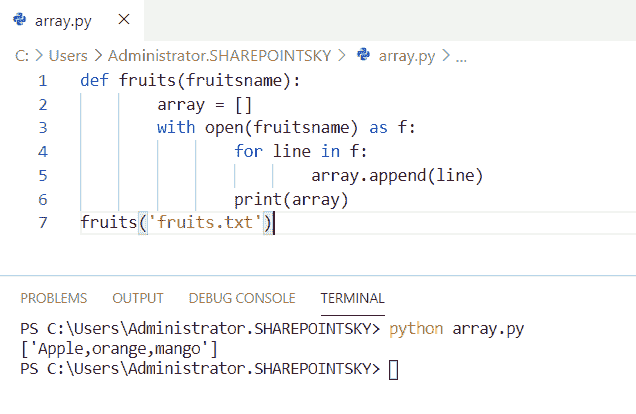 array.py ×
C: > Users > Administrator.SHAREPOINTSKY > array.py > ...
1 def fruits(fruitsname):
2 array = []
3 with open(fruitsname) as f:
4 for line in f:
5 array.append(line)
6 print(array)
7 fruits('fruits.txt')
PROBLEMS OUTPUT DEBUG CONSOLE TERMINAL
PS C:\Users\Administrator.SHAREPOINTSKY> python array.py
['Apple,orange,mango']
PS C:\Users\Administrator.SHAREPOINTSKY>